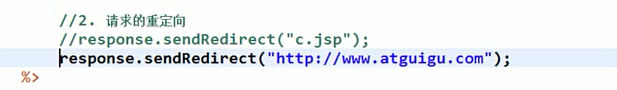 //2. 请求的重定向
//response.sendRedirect("c.jsp");
response.sendRedirect("http://www.atguigu.com");
%>